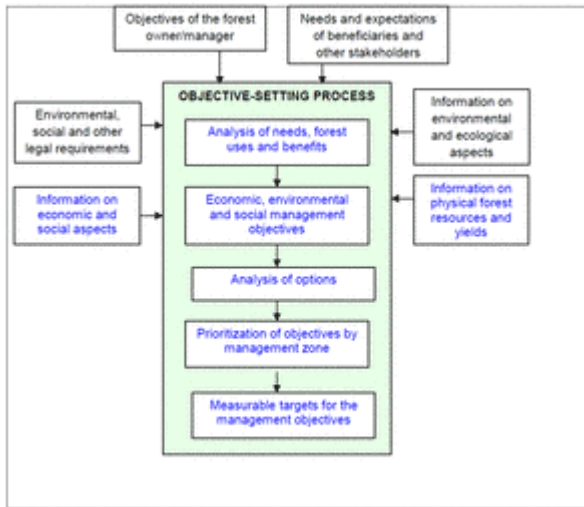 Objectives of the forest
owner/manager
Needs and expectations
of beneficiaries and
other stakeholders
OBJECTIVE-SETTING PROCESS
Environmental,
social and other
legal requirements
Information on
economic and
social aspects
Analysis of needs, forest
uses and benefits
Economic, environmental
and social management
objectives
Analysis of options
Prioritization of objectives by
management zone
Measurable targets for the
management objectives
Information on
environmental
and ecological
aspects
Information on
physical forest
resources and
yields